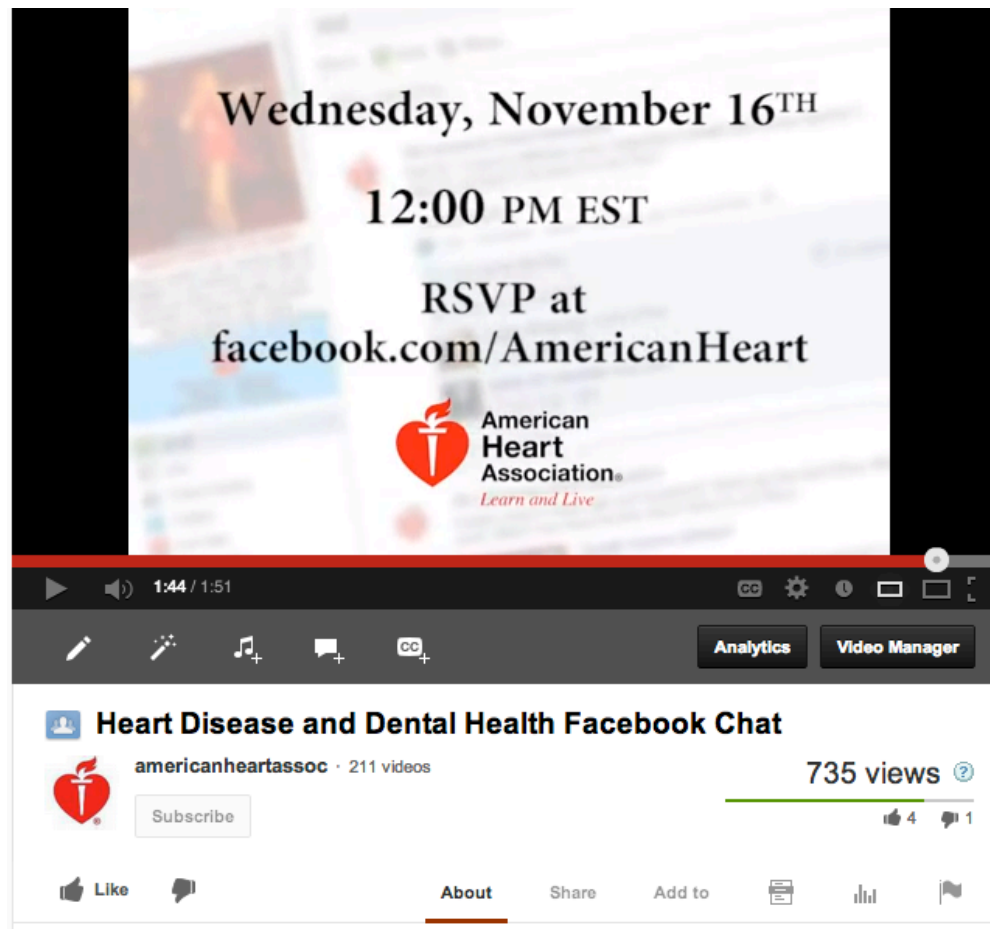 Wednesday, November 16TH
12:00 PM EST
RSVP at
facebook.com/AmericanHeart
American
Heart
Association®
Learn and Live
1:44 / 1:51
CC
CC
Analytics
Video Manager
Heart Disease and Dental Health Facebook Chat
americanheartassoc · 211 videos
735 views ?
Subscribe
4 1
Like
About
Share
Add to